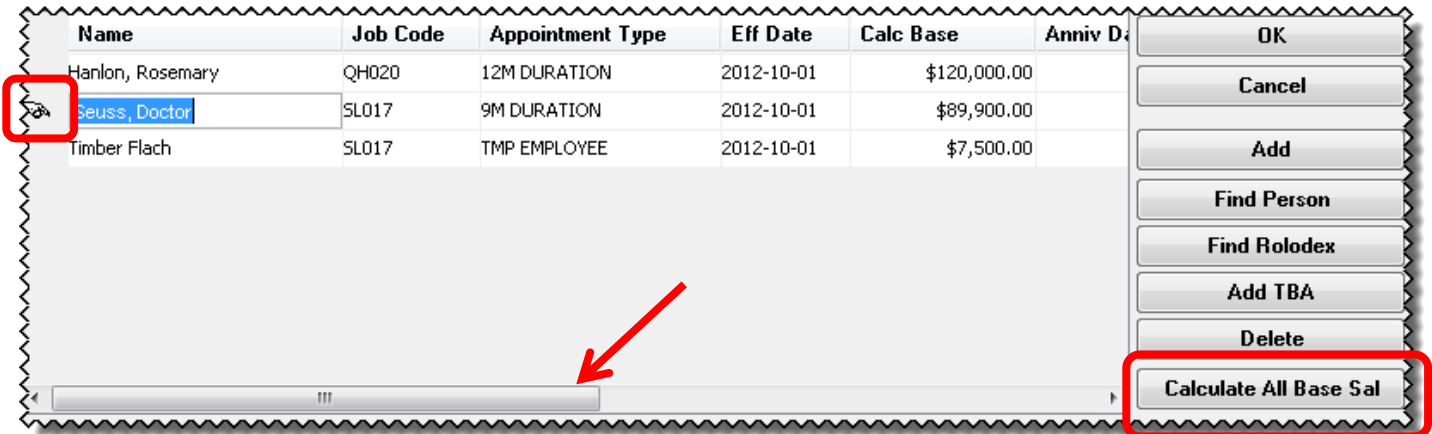 Name Job Code Appointment Type Eff Date Calc Base Anniv Da
Hanlon, Rosemary QH020 12M DURATION 2012-10-01 $120,000.00
Seuss, Doctor SL017 9M DURATION 2012-10-01 $89,900.00
Timber Flach SL017 TMP EMPLOYEE 2012-10-01 $7,500.00
OK
Cancel
Add
Find Person
Find Rolodex
Add TBA
Delete
Calculate All Base Sal